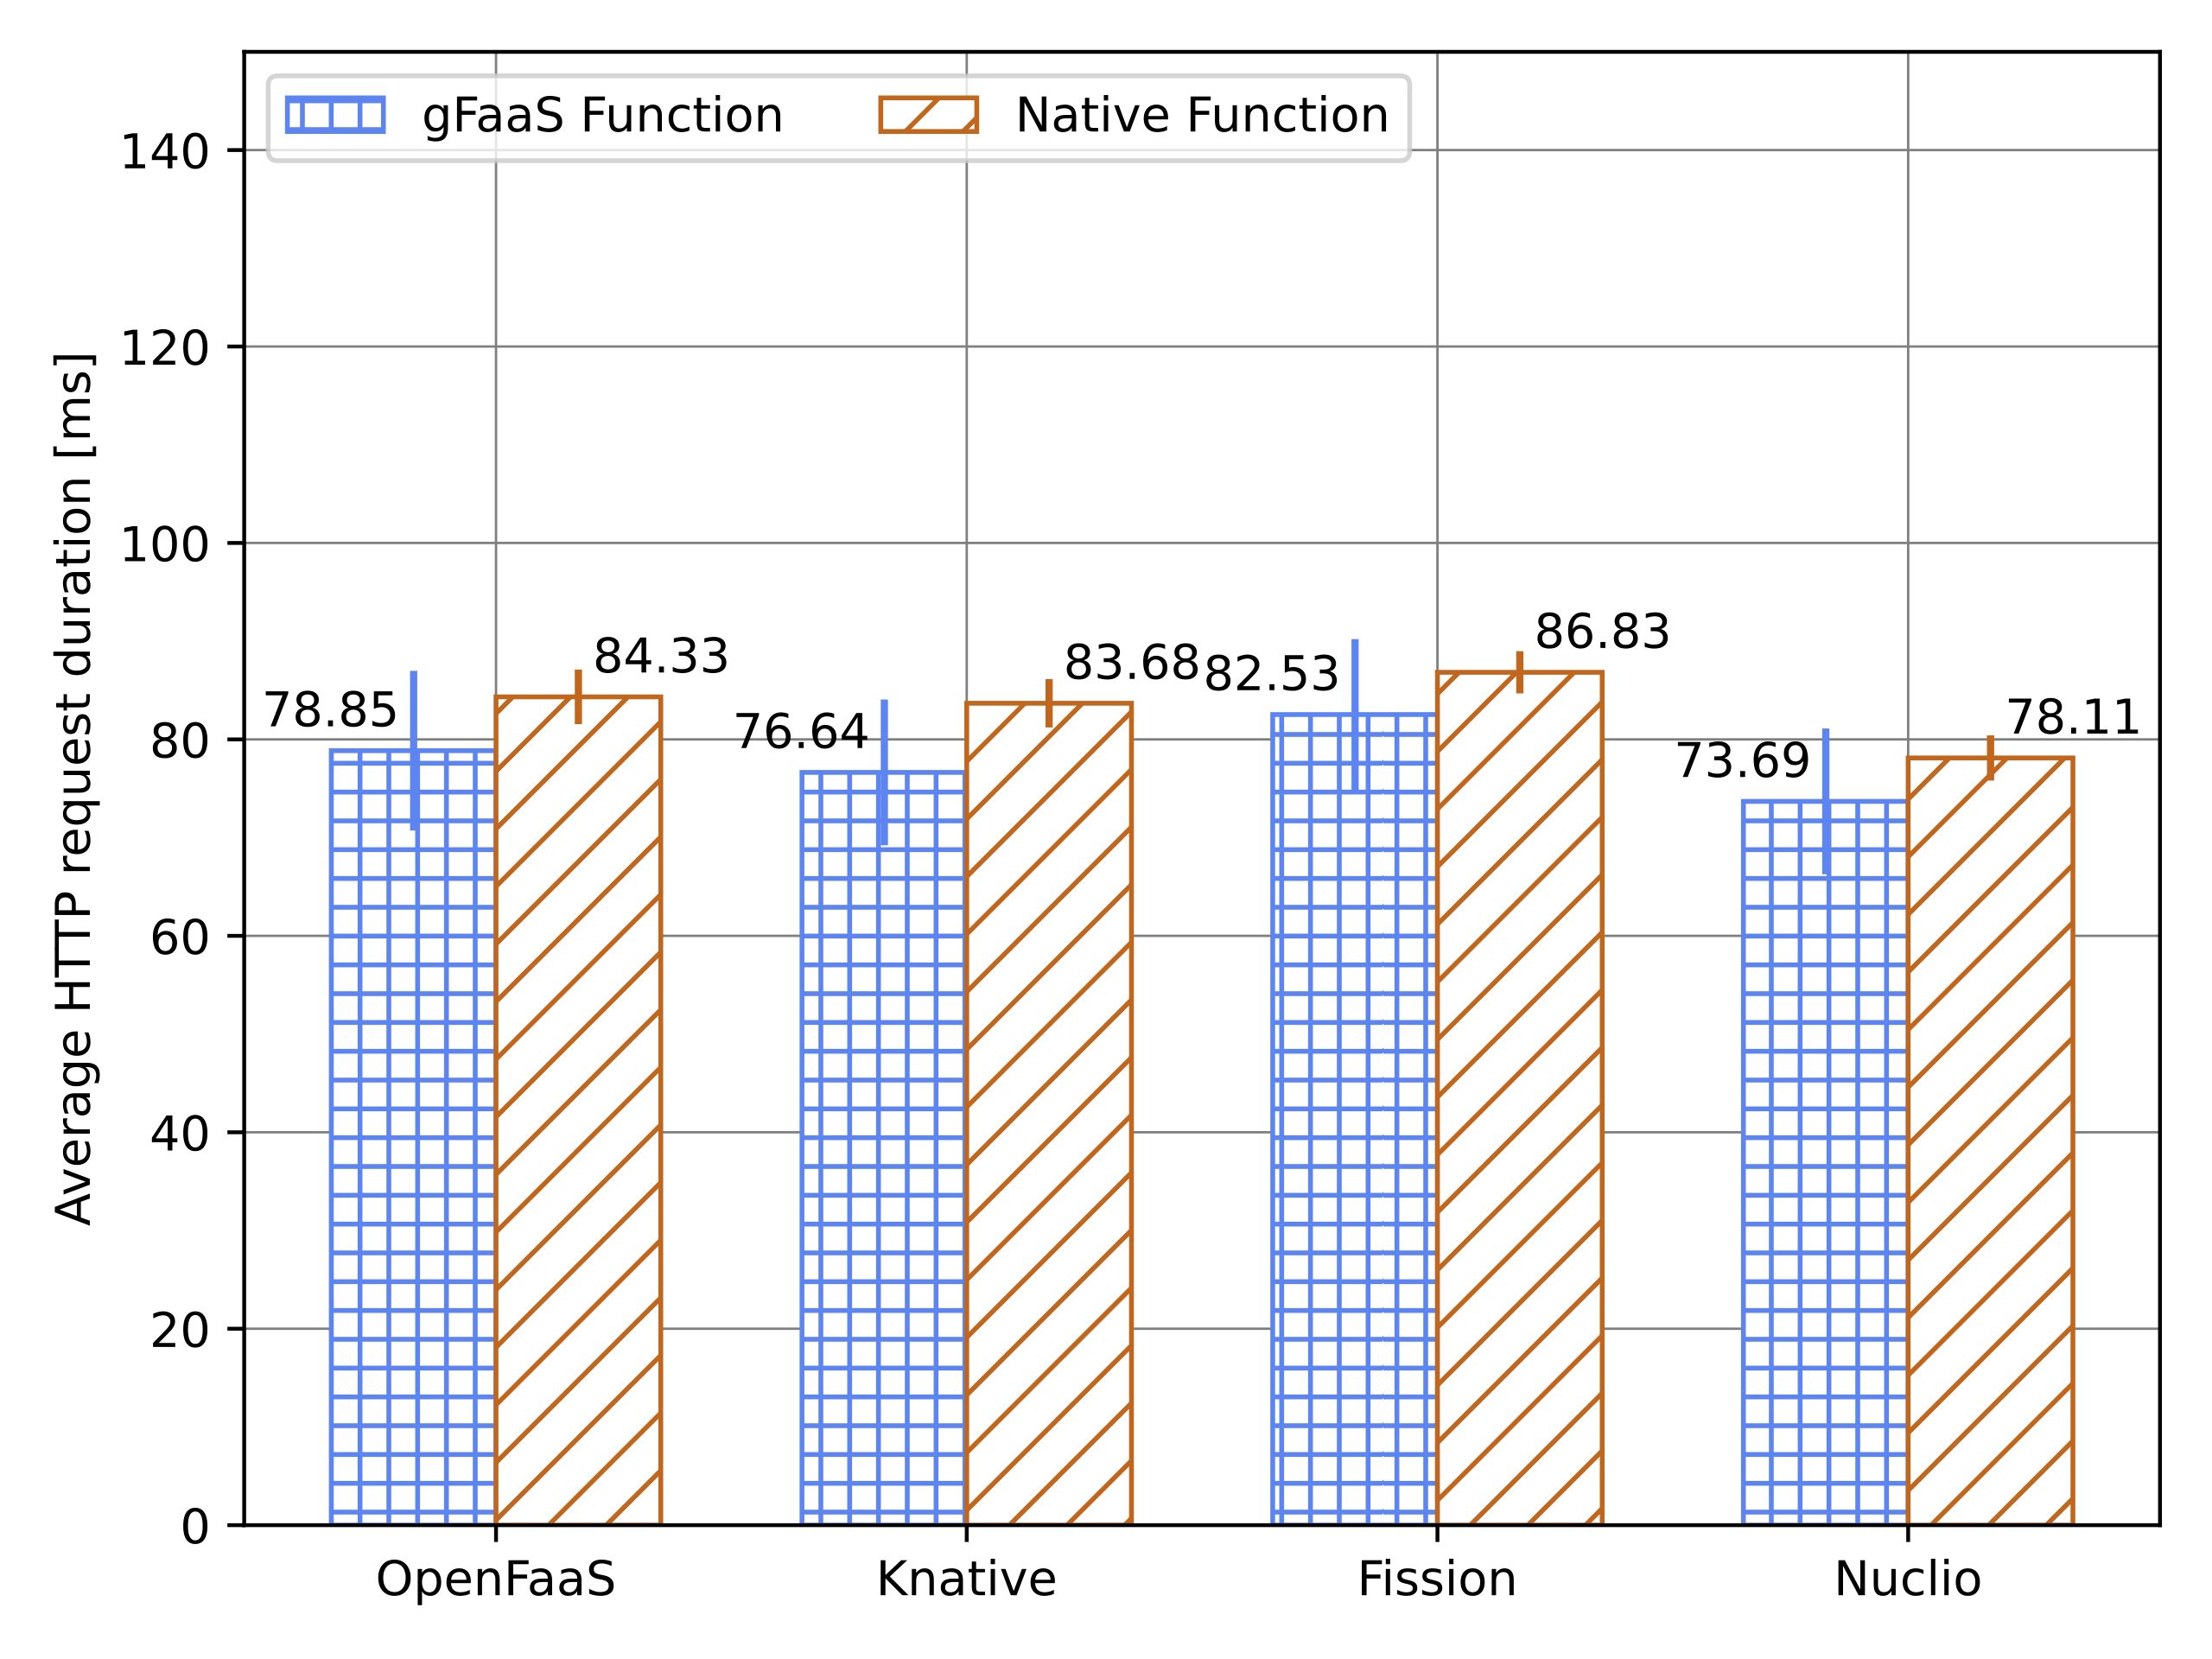 gFaaS Function
Native Function
Average HTTP request duration [ms]
140
120
100
80
60
40
20
0
78.85
84.33
76.64
83.68
82.53
86.83
73.69
78.11
OpenFaaS
Knative
Fission
Nuclio